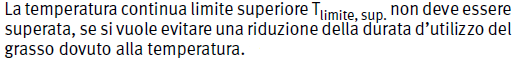 La temperatura continua limite superiore Tlimite, sup. non deve essere
superata, se si vuole evitare una riduzione della durata d'utilizzo del
grasso dovuto alla temperatura.